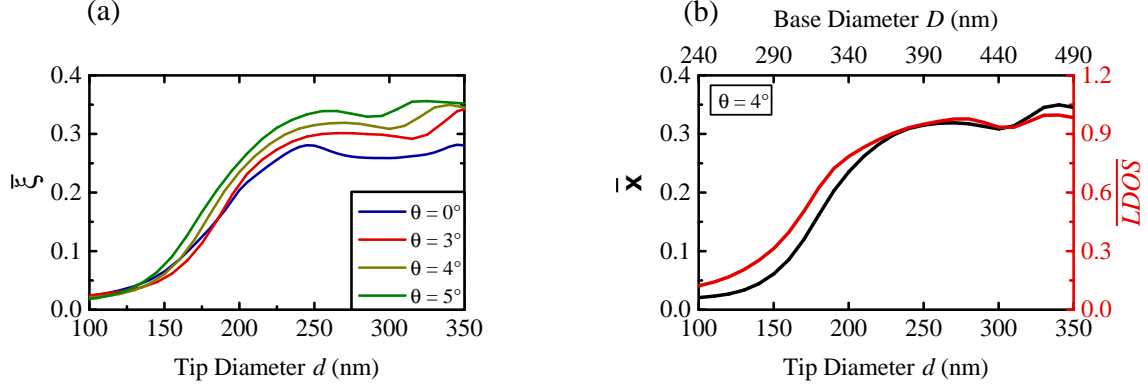 (a)
0.4
0.3
0.2
0.1
0.0
ξ̅
θ = 0°
θ = 3°
θ = 4°
θ = 5°
100 150 200 250 300 350
Tip Diameter d (nm)
(b)
Base Diameter D (nm)
240 290 340 390 440 490
0.4
0.3
0.2
0.1
0.0
x̅
θ = 4°
1.2
0.9
0.6
0.3
0.0
LDOS
100 150 200 250 300 350
Tip Diameter d (nm)